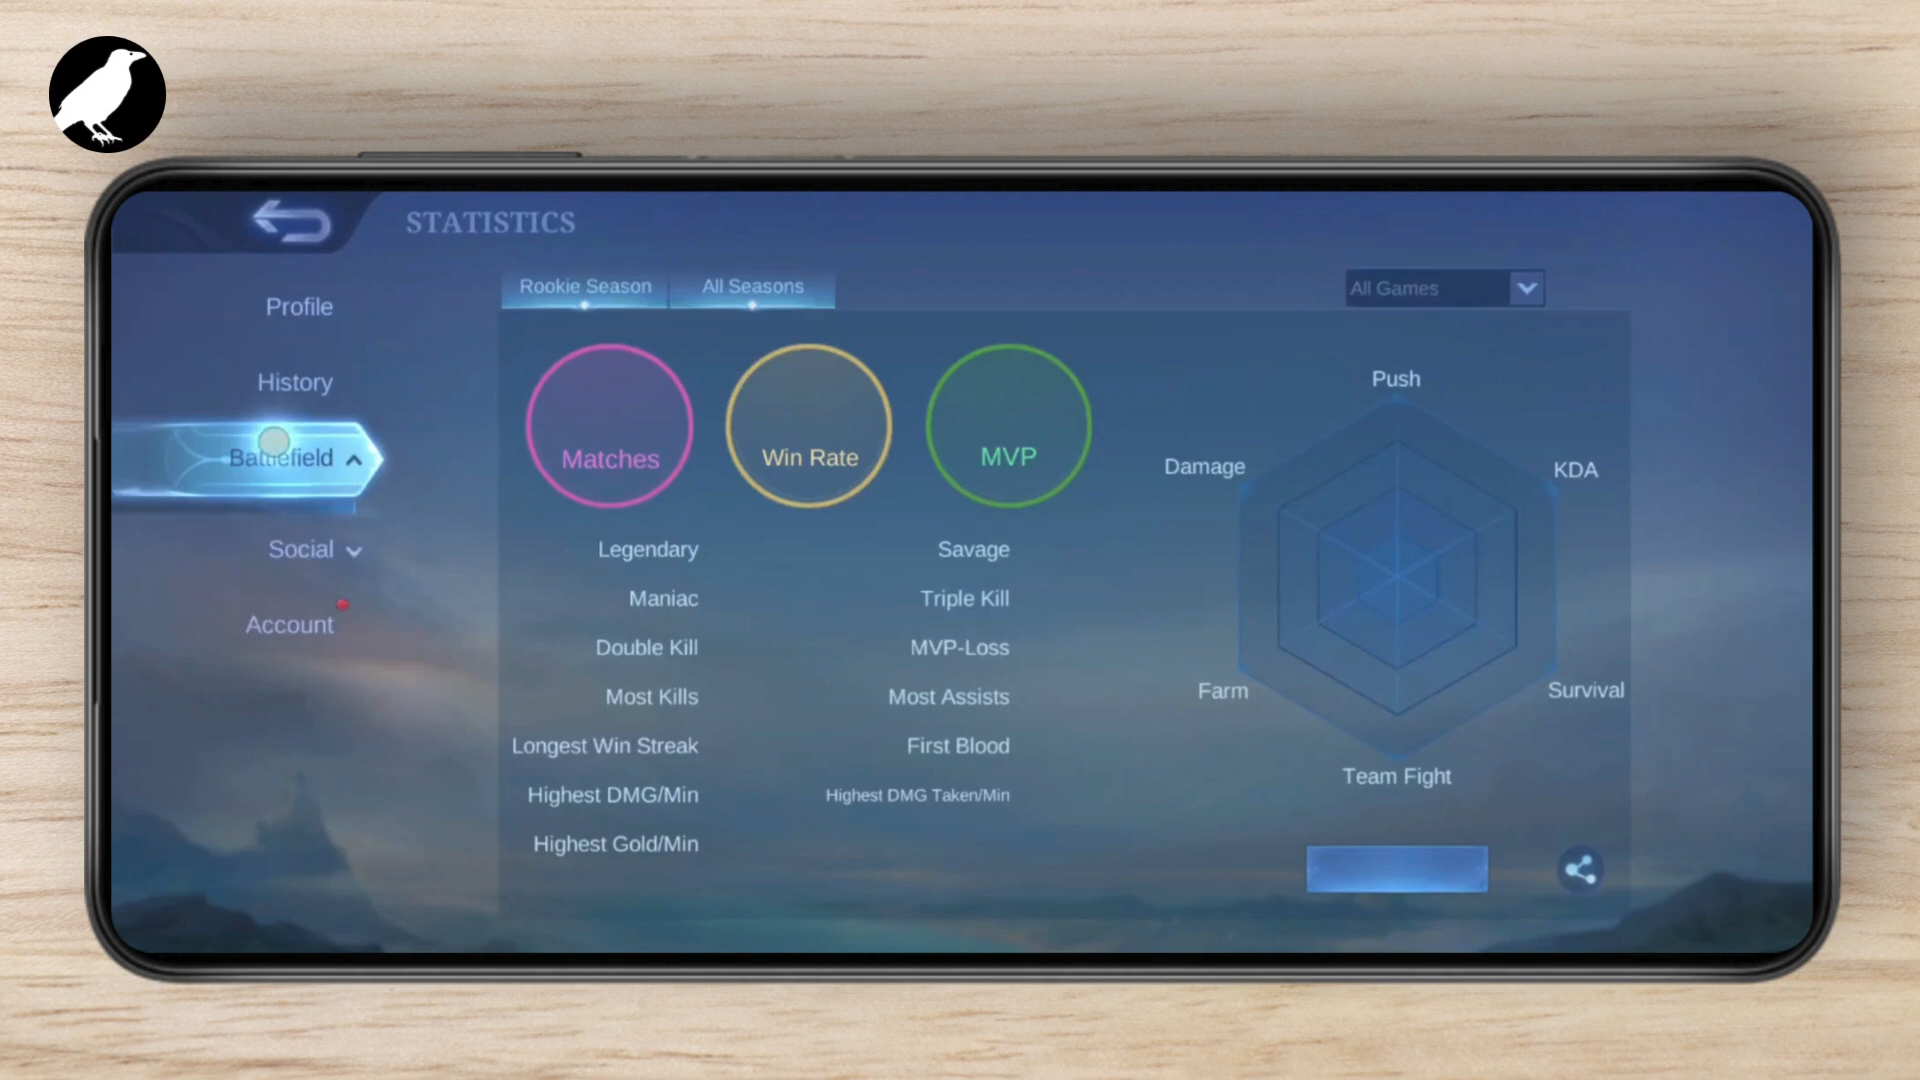 STATISTICS
Profile
History
Battlefield
Social
Account
Rookie Season
All Seasons
All Games
Matches
Win Rate
MVP
Legendary
Savage
Maniac
Triple Kill
Double Kill
MVP-Loss
Most Kills
Most Assists
Longest Win Streak
First Blood
Highest DMG/Min
Highest DMG Taken/Min
Highest Gold/Min
Push
Damage
KDA
Farm
Survival
Team Fight